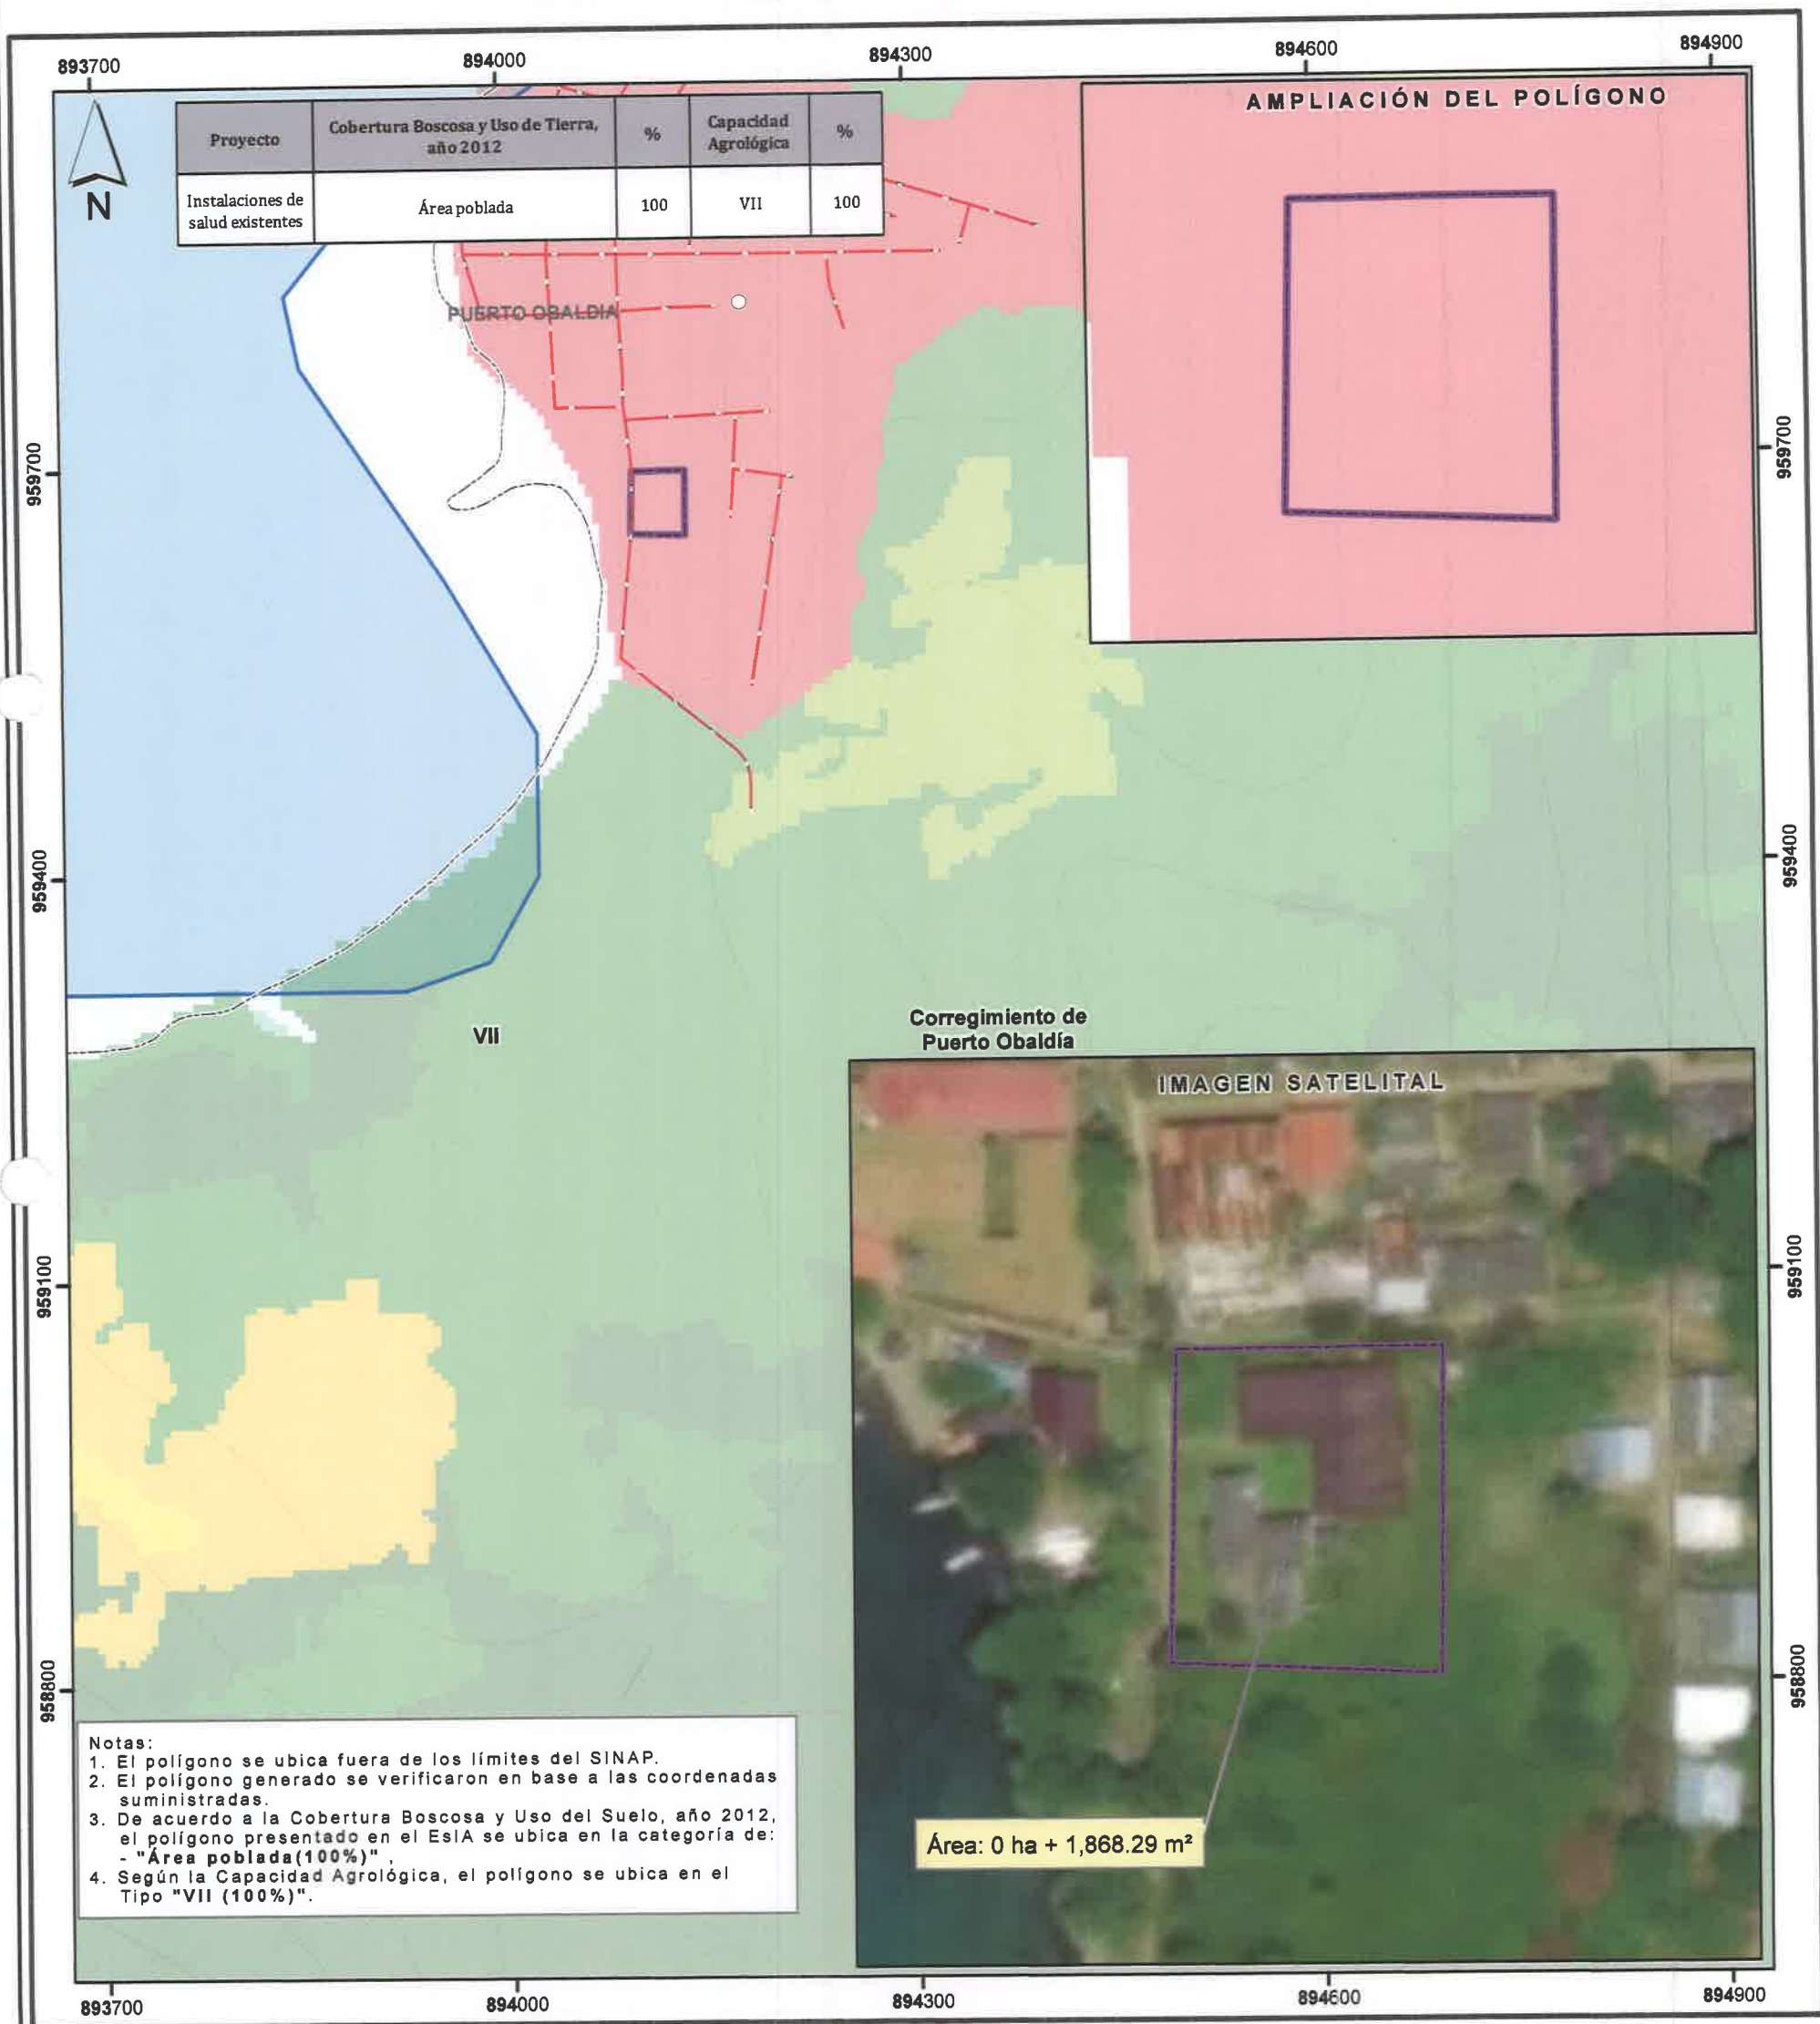 893700
894000
894300
894600
894900
Proyecto
Cobertura Boscosa y Uso de Tierra,
año 2012
%
Capacidad
Agrológica
%
Instalaciones de
salud existentes
Área poblada
100
VII
100
AMPLIACIÓN DEL POLÍGONO
N
PUERTO OBALDIA
959700
959700
959400
959400
VII
Corregimiento de
Puerto Obaldía
IMAGEN SATELITAL
959100
959100
958800
958800
Área: 0 ha + 1,868.29 m²
Notas:
1. El polígono se ubica fuera de los límites del SINAP.
2. El polígono generado se verificaron en base a las coordenadas
suministradas.
3. De acuerdo a la Cobertura Boscosa y Uso del Suelo, año 2012,
el polígono presentado en el EsIA se ubica en la categoría de:
- "Área poblada(100%)" ,
4. Según la Capacidad Agrológica, el polígono se ubica en el
Tipo "VII (100%)".
893700
894000
894300
894600
894900